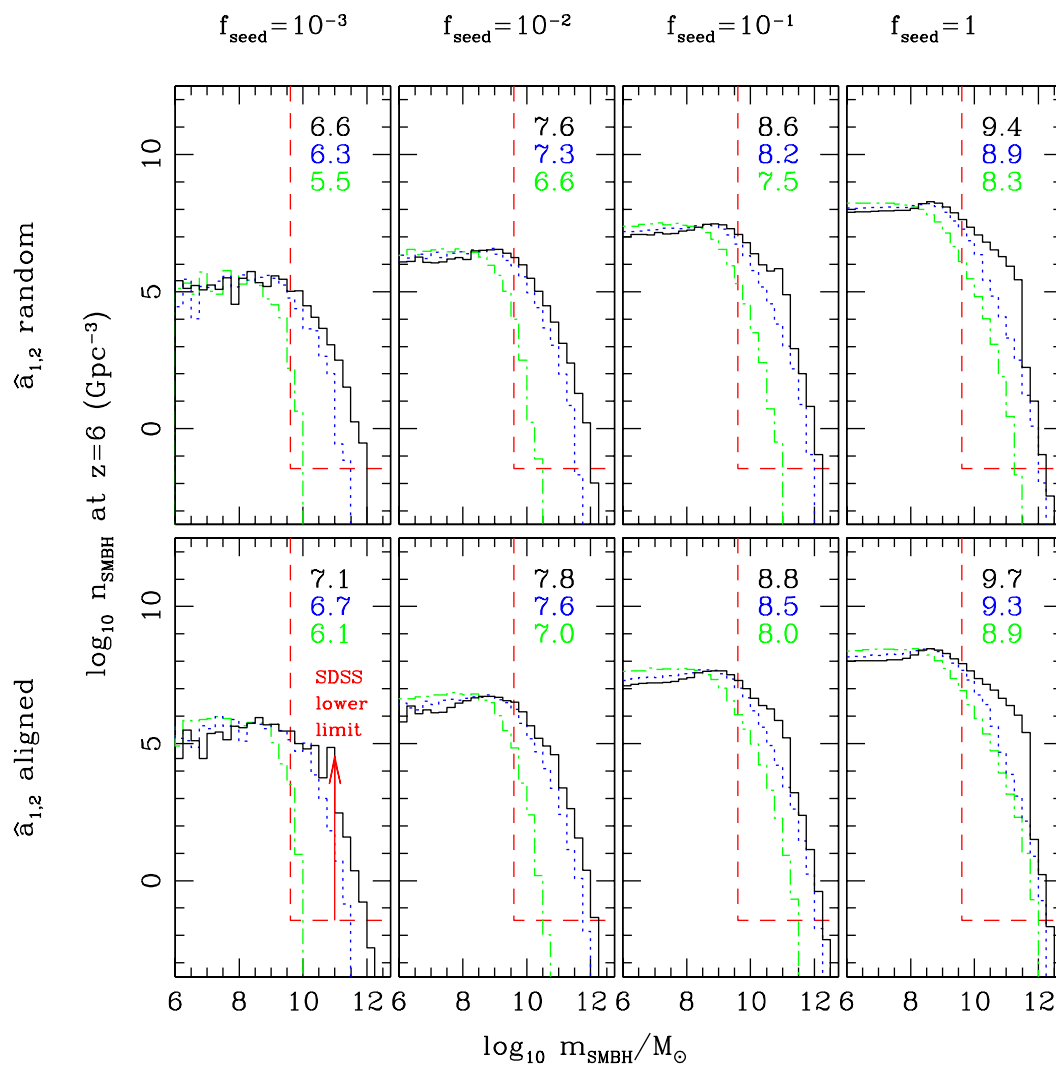 f_seed=10⁻³ f_seed=10⁻² f_seed=10⁻¹ f_seed=1
6.6 7.6 8.6 9.4
6.3 7.3 8.2 8.9
5.5 6.6 7.5 8.3
10
5
0
â₁,₂ random
log₁₀ n_SMBH at z=6 (Gpc⁻³)
7.1 7.8 8.8 9.7
6.7 7.6 8.5 9.3
6.1 7.0 8.0 8.9
SDSS
lower
limit
10
5
0
â₁,₂ aligned
6 8 10 12 6 8 10 12 6 8 10 12 6 8 10 12
log₁₀ m_SMBH/M_⊙